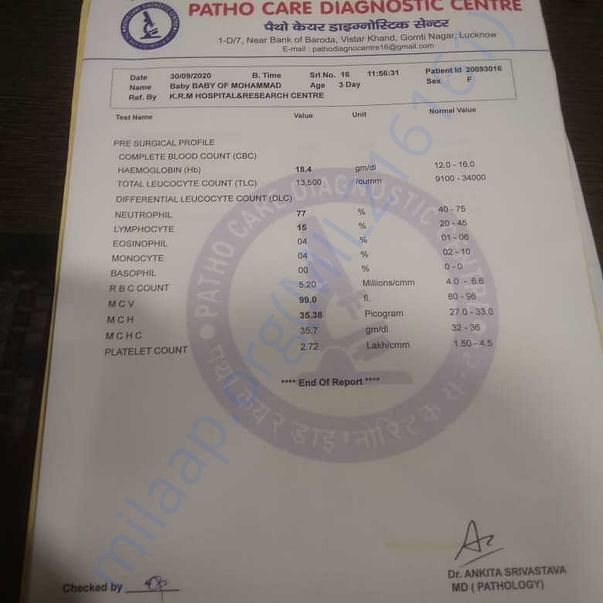 PATHO CARE DIAGNOSTIC CENTRE
पैथो केयर डाइग्नोस्टिक सेन्टर
1-D/7, Near Bank of Baroda, Vistar Khand, Gomti Nagar, Lucknow
E-mail : pathodiagnocentre16@gmail.com
Date 30/09/2020 B. Time Srl No. 16 11:56:31 Patient Id 20093016
Name Baby BABY OF MOHAMMAD Age 3 Day Sex F
Ref. By K.R.M HOSPITAL&RESEARCH CENTRE
Test Name Value Unit Normal Value
PRE SURGICAL PROFILE
COMPLETE BLOOD COUNT (CBC)
HAEMOGLOBIN (Hb) 18.4 gm/dl 12.0 - 16.0
TOTAL LEUCOCYTE COUNT (TLC) 13,500 /cumm 9100 - 34000
DIFFERENTIAL LEUCOCYTE COUNT (DLC)
NEUTROPHIL 77 % 40 - 75
LYMPHOCYTE 15 % 20 - 45
EOSINOPHIL 04 % 01 - 06
MONOCYTE 04 % 02 - 10
BASOPHIL 00 % 0 - 0
R B C COUNT 5.20 Millions/cmm 4.0 - 6.6
M C V 99.0 fl. 80 - 96
M C H 35.38 Picogram 27.0 - 33.0
M C H C 35.7 gm/dl 32 - 36
PLATELET COUNT 2.72 Lakh/cmm 1.50 - 4.5
**** End Of Report ****
PATHO CARE DIAGNOSTIC
पैथो केयर डाइग्नोस्टिक
Checked by
Dr. ANKITA SRIVASTAVA
MD ( PATHOLOGY)